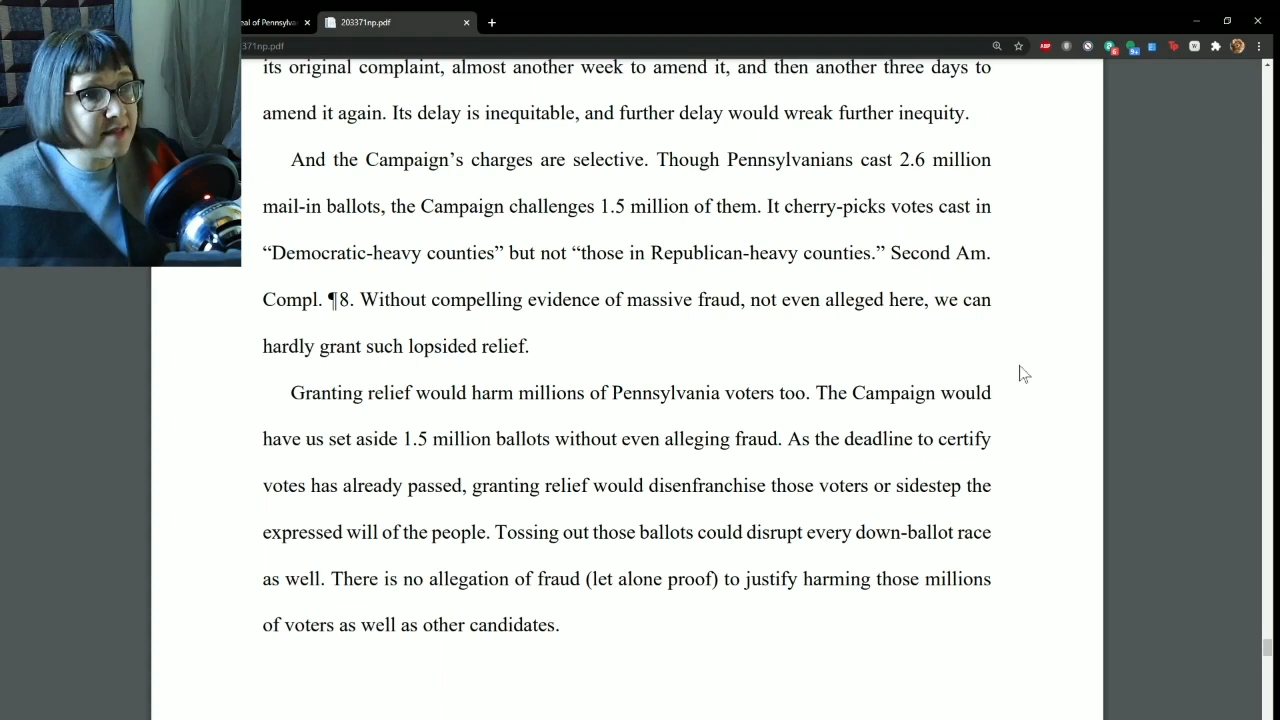 eal of Pennsylva
203371np.pdf
371np.pdf
its original complaint, almost another week to amend it, and then another three days to
amend it again. Its delay is inequitable, and further delay would wreak further inequity.
And the Campaign’s charges are selective. Though Pennsylvanians cast 2.6 million
mail-in ballots, the Campaign challenges 1.5 million of them. It cherry-picks votes cast in
“Democratic-heavy counties” but not “those in Republican-heavy counties.” Second Am.
Compl. ¶8. Without compelling evidence of massive fraud, not even alleged here, we can
hardly grant such lopsided relief.
Granting relief would harm millions of Pennsylvania voters too. The Campaign would
have us set aside 1.5 million ballots without even alleging fraud. As the deadline to certify
votes has already passed, granting relief would disenfranchise those voters or sidestep the
expressed will of the people. Tossing out those ballots could disrupt every down-ballot race
as well. There is no allegation of fraud (let alone proof) to justify harming those millions
of voters as well as other candidates.